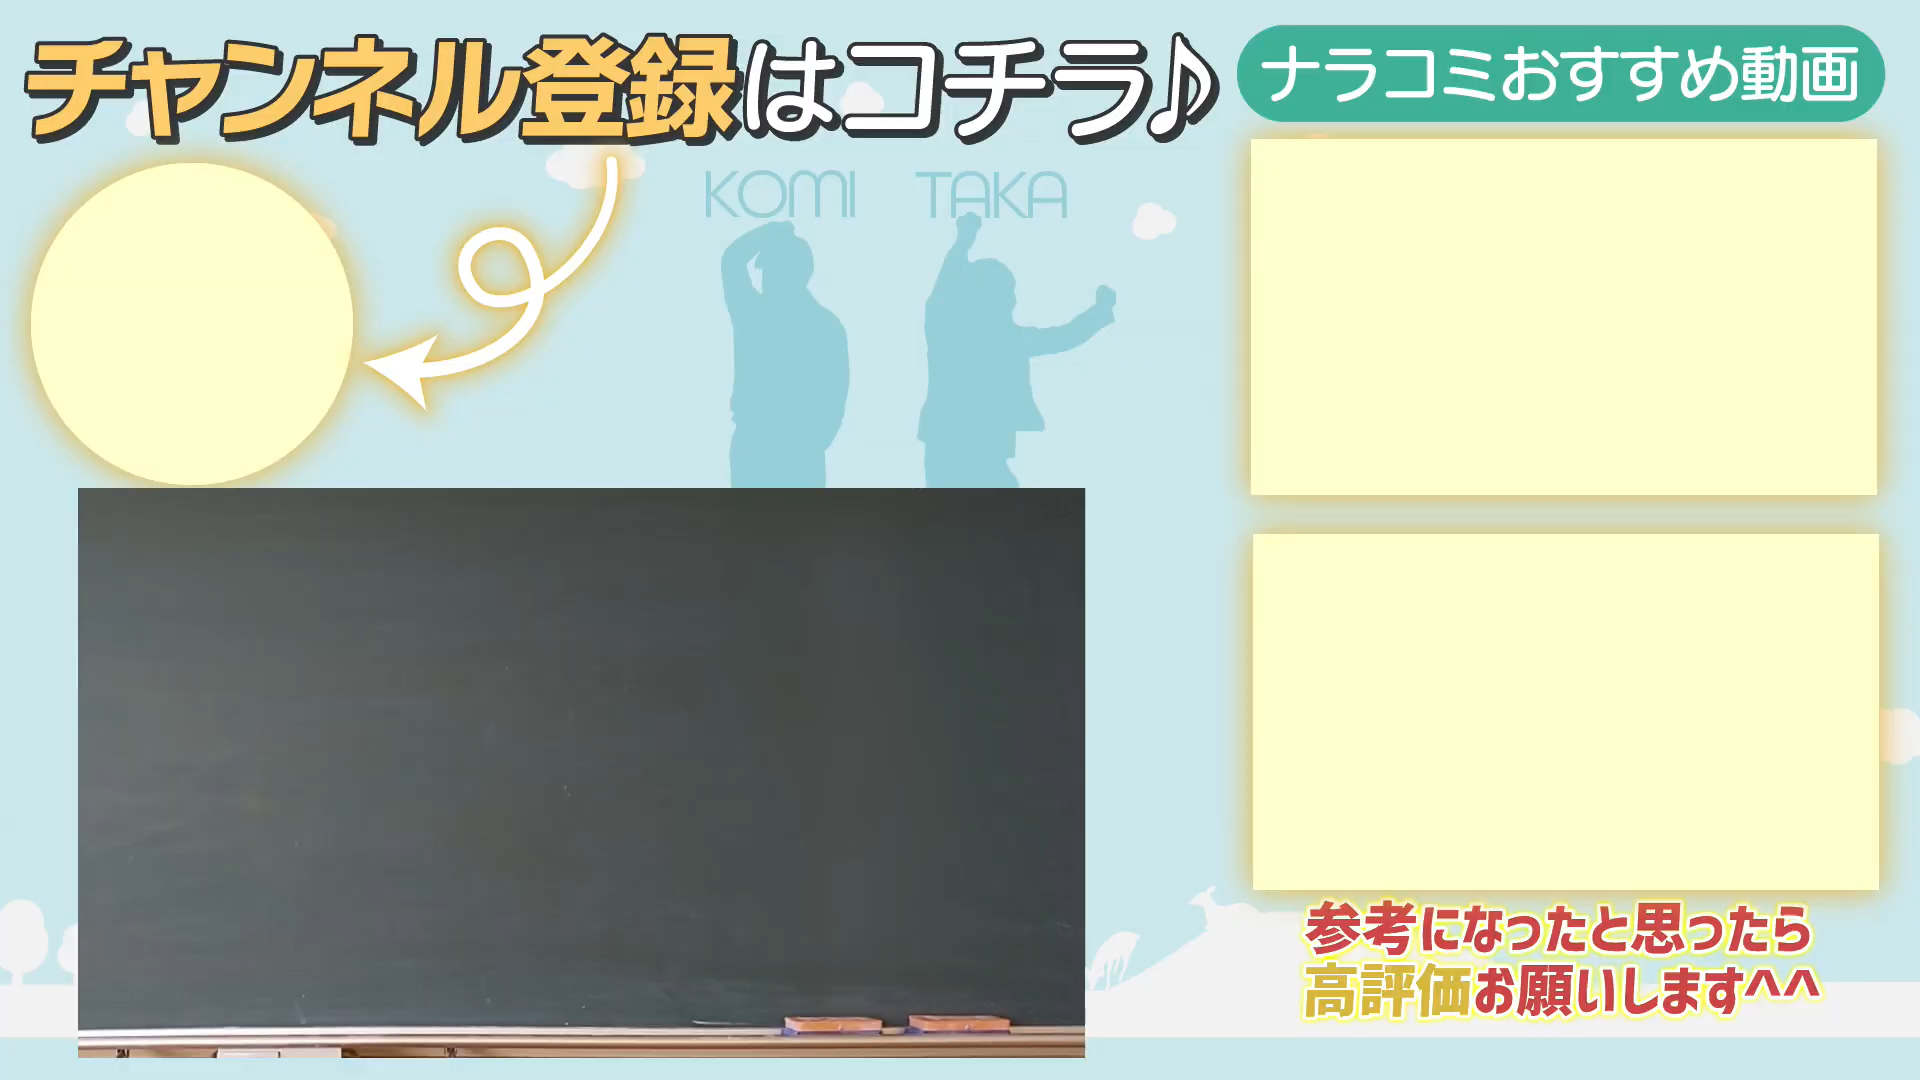 チャンネル登録はコチラ♪
ナラコミおすすめ動画
KOMI
TAKA
参考になったと思ったら
高評価お願いします^^